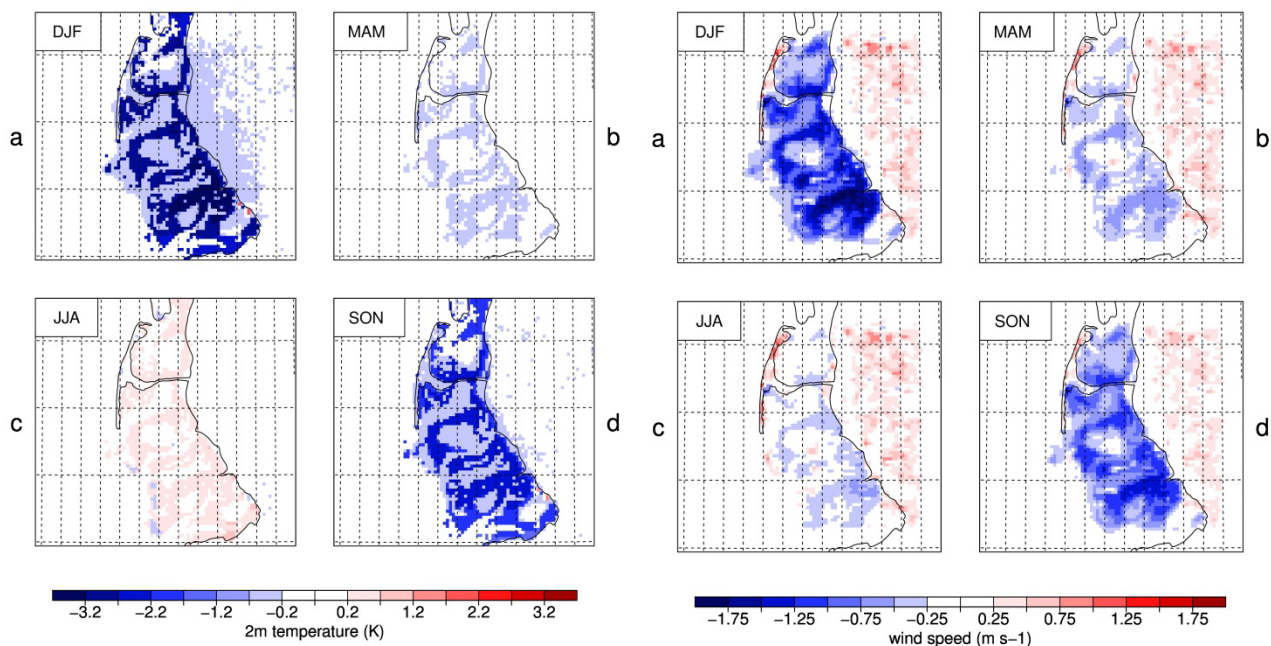 DJF
MAM
a
b
JJA
SON
c
d
−3.2 −2.2 −1.2 −0.2 0.2 1.2 2.2 3.2
2m temperature (K)
DJF
MAM
a
b
JJA
SON
c
d
−1.75 −1.25 −0.75 −0.25 0.25 0.75 1.25 1.75
wind speed (m s−1)